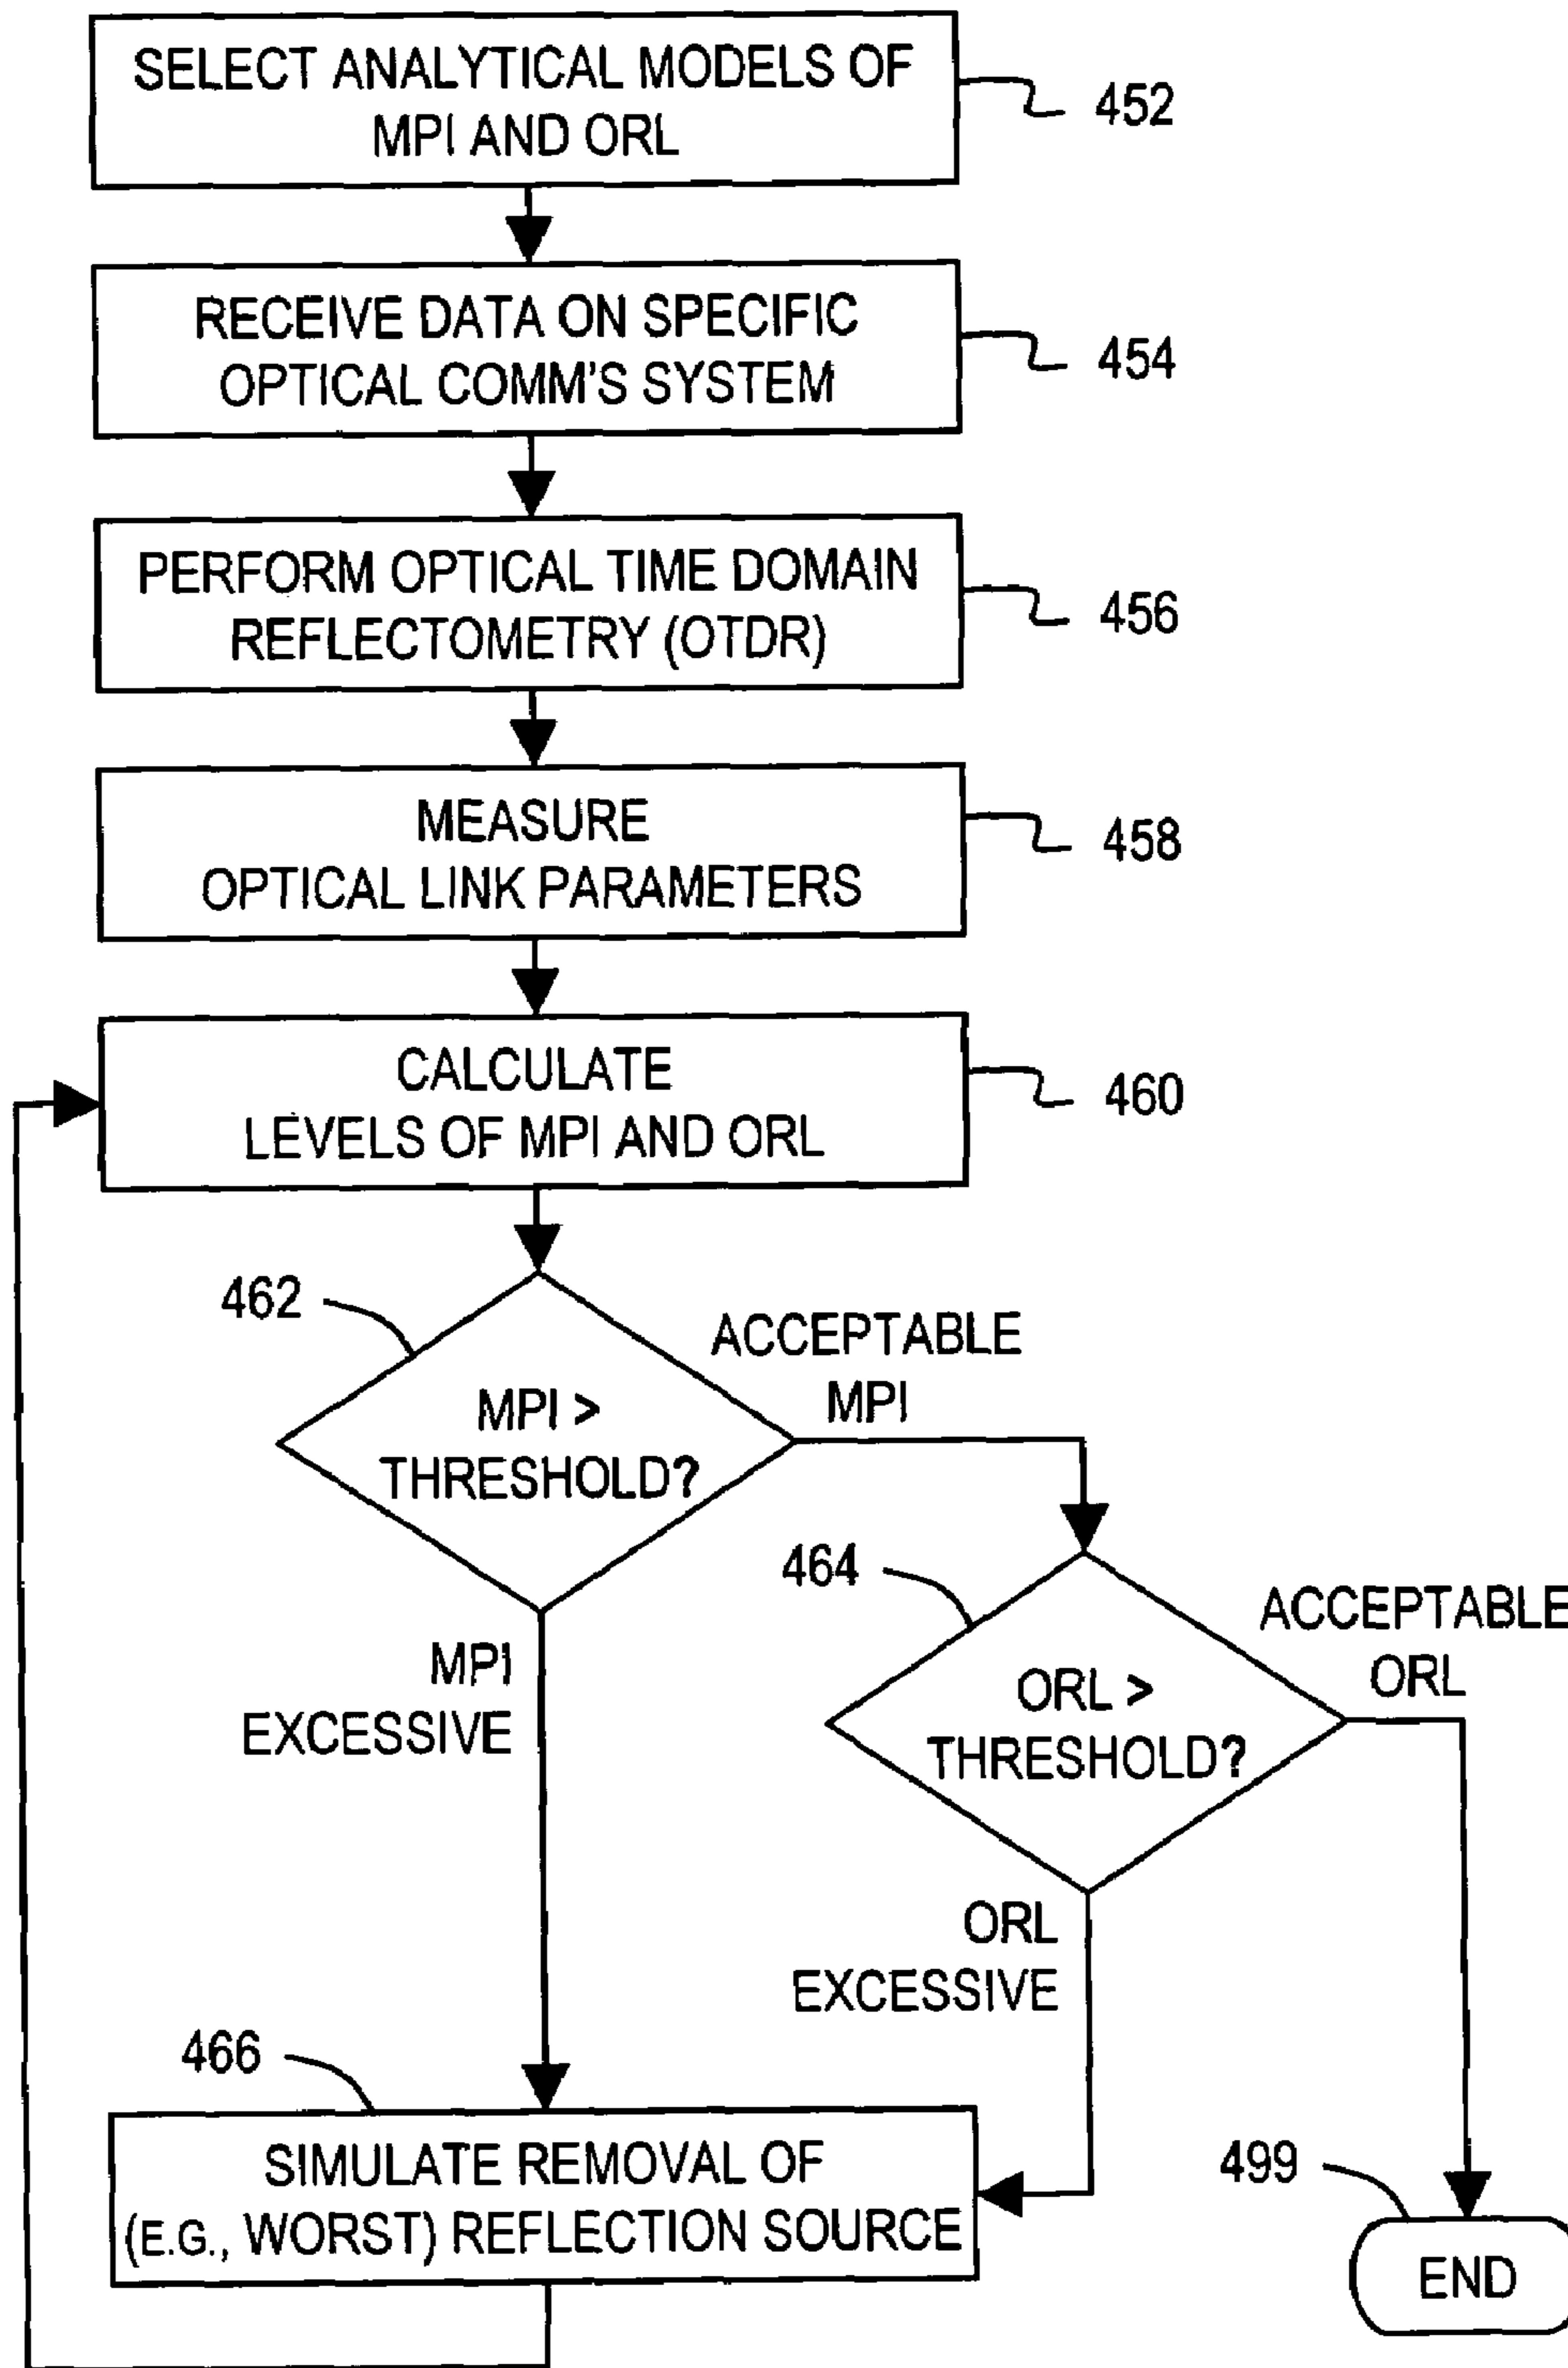 SELECT ANALYTICAL MODELS OF
MPI AND ORL
452
RECEIVE DATA ON SPECIFIC
OPTICAL COMM'S SYSTEM
454
PERFORM OPTICAL TIME DOMAIN
REFLECTOMETRY (OTDR)
456
MEASURE
OPTICAL LINK PARAMETERS
458
CALCULATE
LEVELS OF MPI AND ORL
460
462
MPI >
THRESHOLD?
ACCEPTABLE
MPI
MPI
EXCESSIVE
464
ORL >
THRESHOLD?
ACCEPTABLE
ORL
ORL
EXCESSIVE
466
SIMULATE REMOVAL OF
(E.G., WORST) REFLECTION SOURCE
499
END